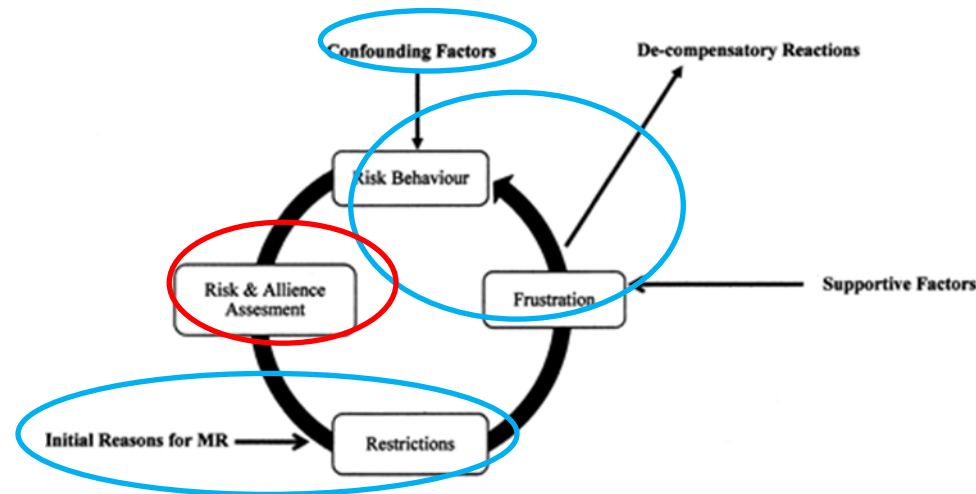 Confounding Factors
De-compensatory Reactions
Risk Behaviour
Risk & Allience
Assesment
Frustration
Supportive Factors
Initial Reasons for MR
Restrictions